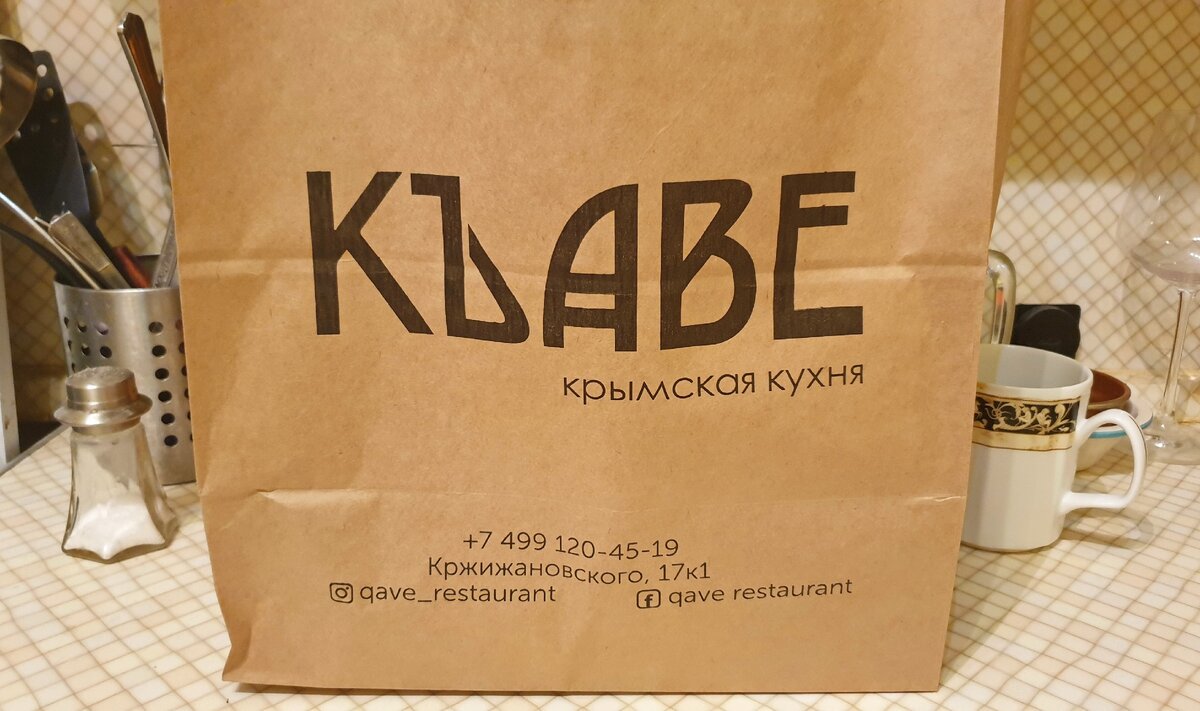 КЪАВЕ
крымская кухня
+7 499 120-45-19
Кржижановского, 17к1
qave_restaurant qave restaurant